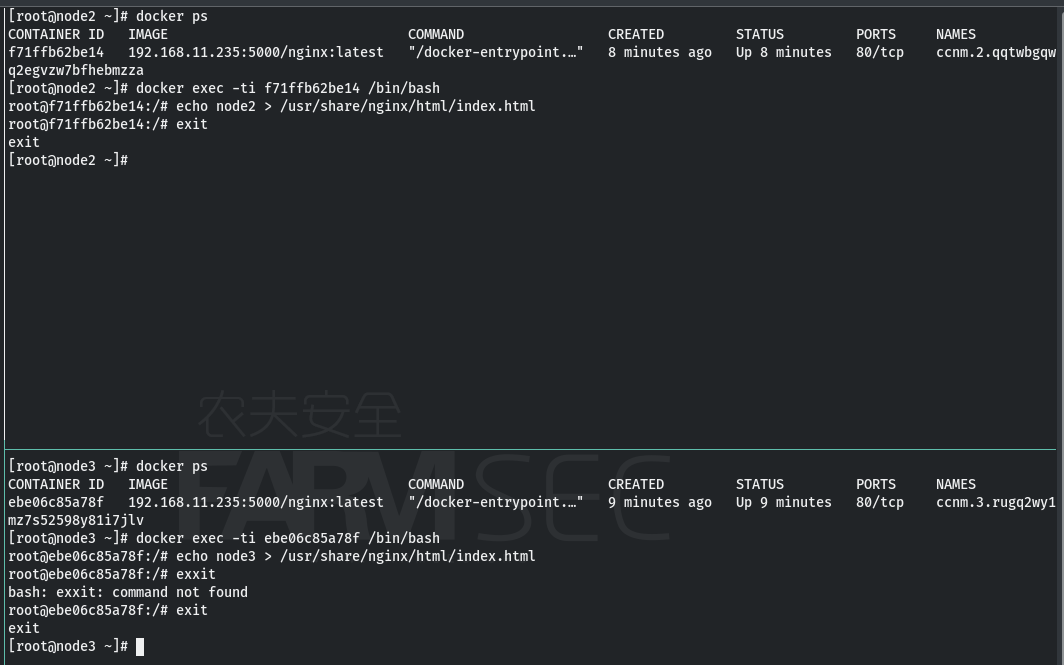 [root@node2 ~]# docker ps
CONTAINER ID   IMAGE                              COMMAND                  CREATED         STATUS         PORTS     NAMES
f71ffb62be14   192.168.11.235:5000/nginx:latest   "/docker-entrypoint.…"   8 minutes ago   Up 8 minutes   80/tcp    ccnm.2.qqtwbgqw
q2egvzw7bfhebmzza
[root@node2 ~]# docker exec -ti f71ffb62be14 /bin/bash
root@f71ffb62be14:/# echo node2 > /usr/share/nginx/html/index.html
root@f71ffb62be14:/# exit
exit
[root@node2 ~]#
农夫安全
FARMSEC
[root@node3 ~]# docker ps
CONTAINER ID   IMAGE                              COMMAND                  CREATED         STATUS         PORTS     NAMES
ebe06c85a78f   192.168.11.235:5000/nginx:latest   "/docker-entrypoint.…"   9 minutes ago   Up 9 minutes   80/tcp    ccnm.3.rugq2wy1
mz7s52598y81i7jlv
[root@node3 ~]# docker exec -ti ebe06c85a78f /bin/bash
root@ebe06c85a78f:/# echo node3 > /usr/share/nginx/html/index.html
root@ebe06c85a78f:/# exxit
bash: exxit: command not found
root@ebe06c85a78f:/# exit
exit
[root@node3 ~]#